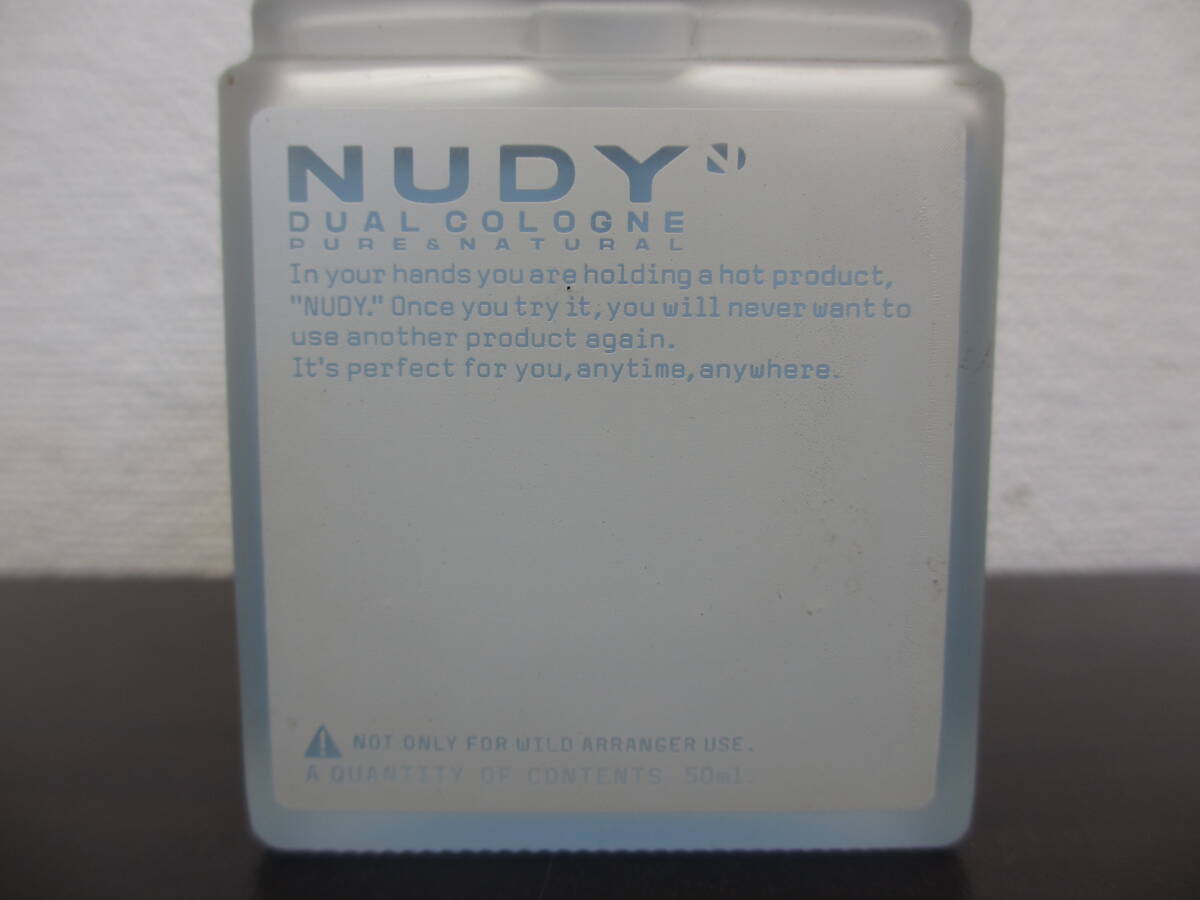 NUDY N
DUAL COLOGNE
PURE & NATURAL
In your hands you are holding a hot product,
"NUDY." Once you try it, you will never want to
use another product again.
It's perfect for you, anytime, anywhere.
NOT ONLY FOR WILD ARRANGER USE.
A QUANTITY OF CONTENTS 50ml.